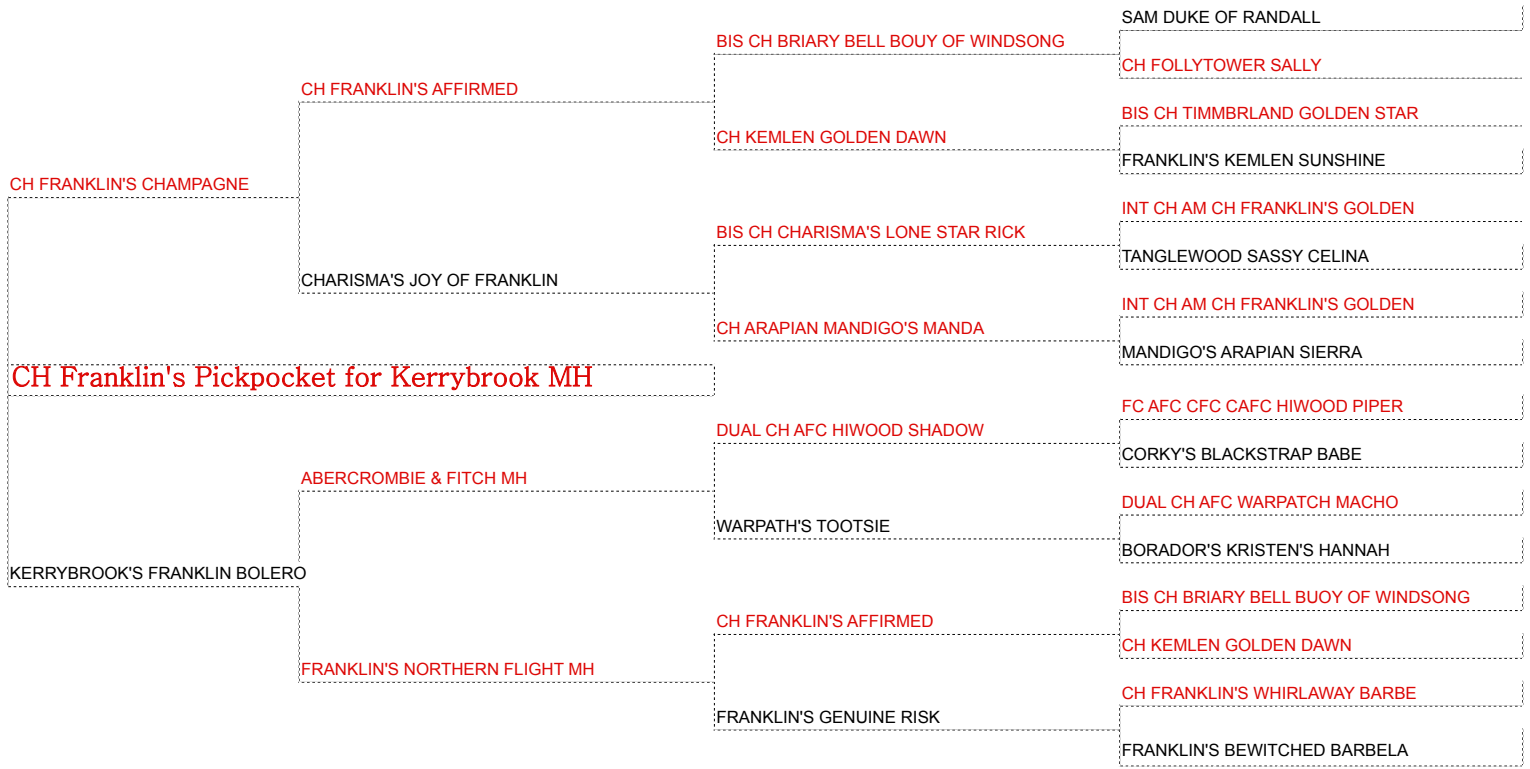 SAM DUKE OF RANDALL
BIS CH BRIARY BELL BOUY OF WINDSONG
CH FOLLYTOWER SALLY
CH FRANKLIN'S AFFIRMED
BIS CH TIMMBRLAND GOLDEN STAR
CH KEMLEN GOLDEN DAWN
FRANKLIN'S KEMLEN SUNSHINE
CH FRANKLIN'S CHAMPAGNE
INT CH AM CH FRANKLIN'S GOLDEN
BIS CH CHARISMA'S LONE STAR RICK
TANGLEWOOD SASSY CELINA
CHARISMA'S JOY OF FRANKLIN
INT CH AM CH FRANKLIN'S GOLDEN
CH ARAPIAN MANDIGO'S MANDA
MANDIGO'S ARAPIAN SIERRA
CH Franklin's Pickpocket for Kerrybrook MH
FC AFC CFC CAFC HIWOOD PIPER
DUAL CH AFC HIWOOD SHADOW
CORKY'S BLACKSTRAP BABE
ABERCROMBIE & FITCH MH
DUAL CH AFC WARPATCH MACHO
WARPATH'S TOOTSIE
BORADOR'S KRISTEN'S HANNAH
KERRYBROOK'S FRANKLIN BOLERO
BIS CH BRIARY BELL BUOY OF WINDSONG
CH FRANKLIN'S AFFIRMED
CH KEMLEN GOLDEN DAWN
FRANKLIN'S NORTHERN FLIGHT MH
CH FRANKLIN'S WHIRLAWAY BARBE
FRANKLIN'S GENUINE RISK
FRANKLIN'S BEWITCHED BARBELA